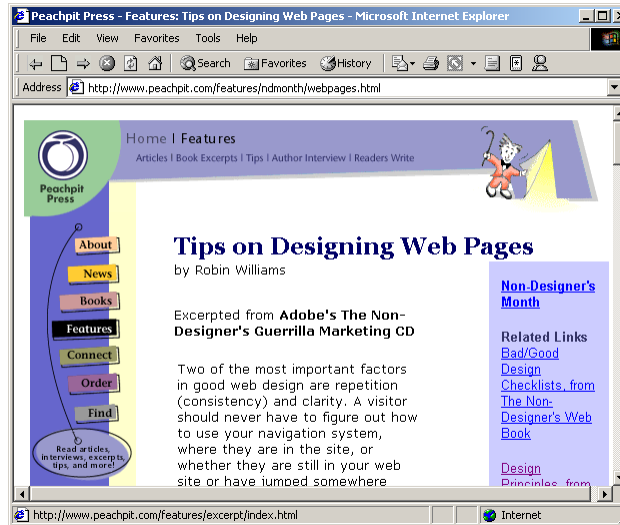 Peachpit Press - Features: Tips on Designing Web Pages - Microsoft Internet Explorer
File Edit View Favorites Tools Help
Search Favorites History
Address http://www.peachpit.com/features/ndmonth/webpages.html
Home | Features
Articles | Book Excerpts | Tips | Author Interview | Readers Write
Peachpit
Press
About
News
Books
Features
Connect
Order
Find
Read articles,
interviews, excerpts,
tips, and more!
Tips on Designing Web Pages
by Robin Williams
Excerpted from Adobe's The Non-
Designer's Guerrilla Marketing CD
Two of the most important factors
in good web design are repetition
(consistency) and clarity. A visitor
should never have to figure out how
to use your navigation system,
where they are in the site, or
whether they are still in your web
site or have jumped somewhere
Non-Designer's
Month
Related Links
Bad/Good
Design
Checklists, from
The Non-
Designer's Web
Book
Design
Principles, from
http://www.peachpit.com/features/excerpt/index.html
Internet